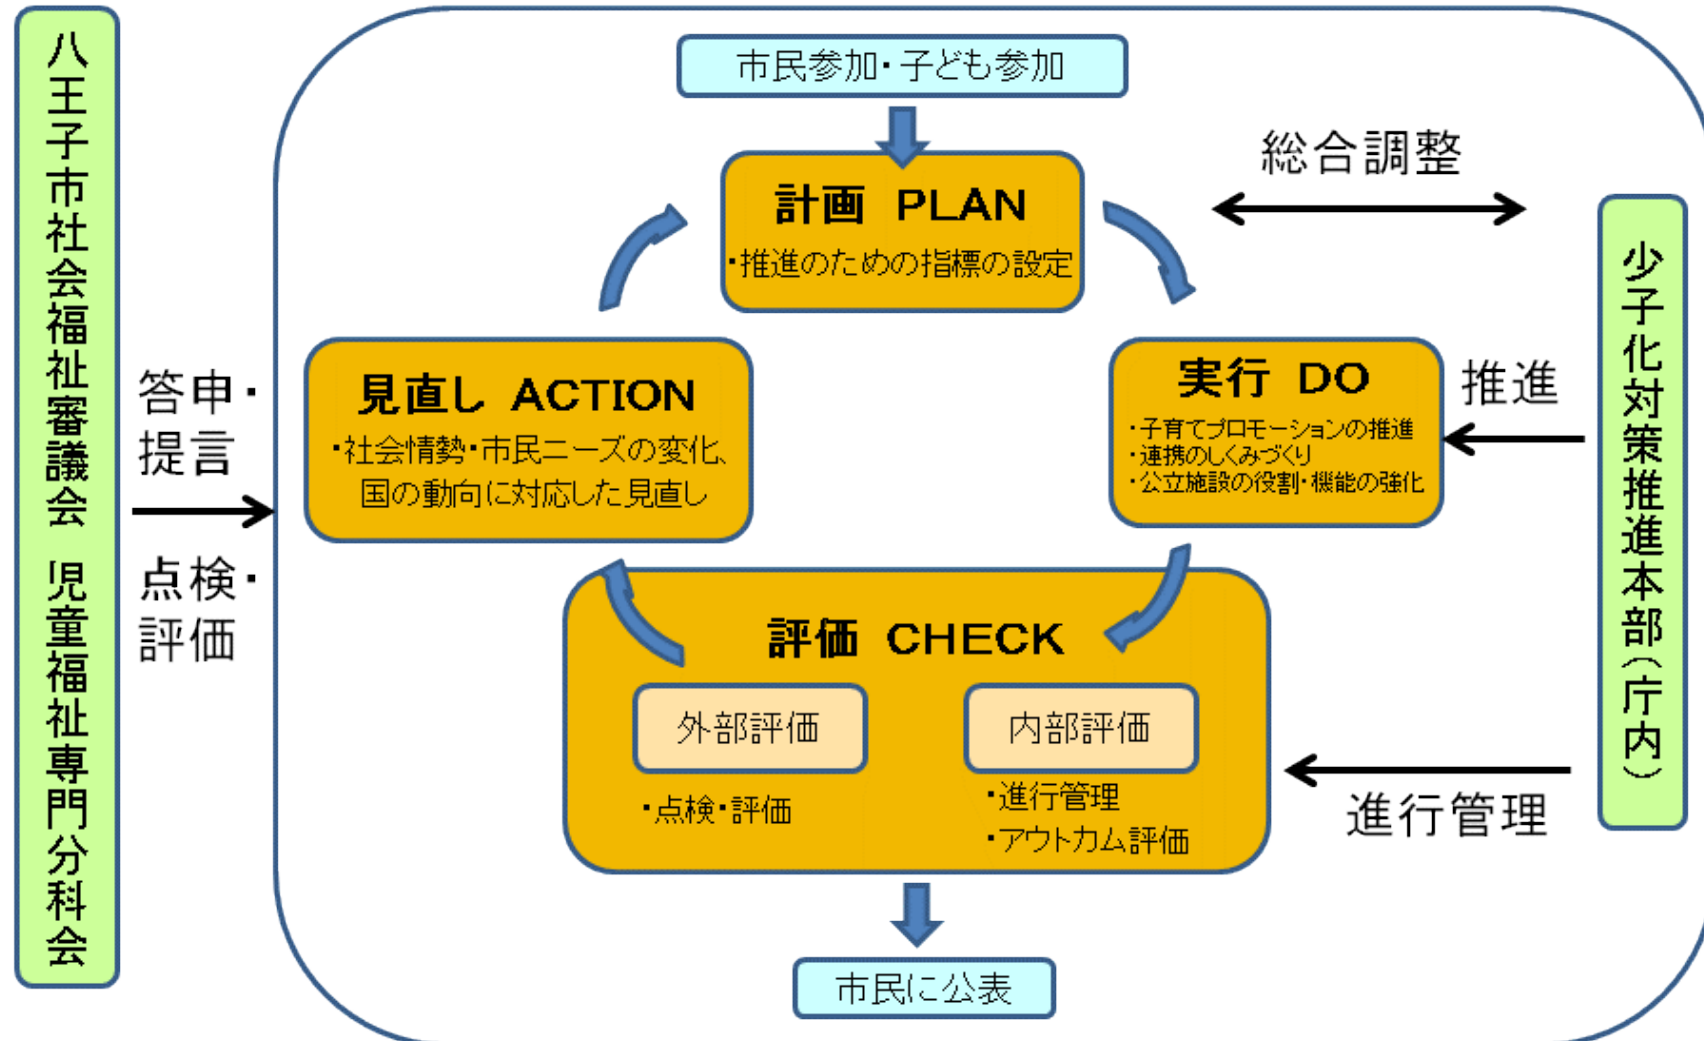 八王子市社会福祉審議会 児童福祉専門分科会
市民参加・子ども参加
計画 PLAN
・推進のための指標の設定
総合調整
少子化対策推進本部（庁内）
答申・
提言
点検・
評価
見直し ACTION
・社会情勢・市民ニーズの変化、
国の動向に対応した見直し
実行 DO
・子育てプロモーションの推進
・連携のしくみづくり
・公立施設の役割・機能の強化
推進
評価 CHECK
外部評価
・点検・評価
内部評価
・進行管理
・アウトカム評価
進行管理
市民に公表